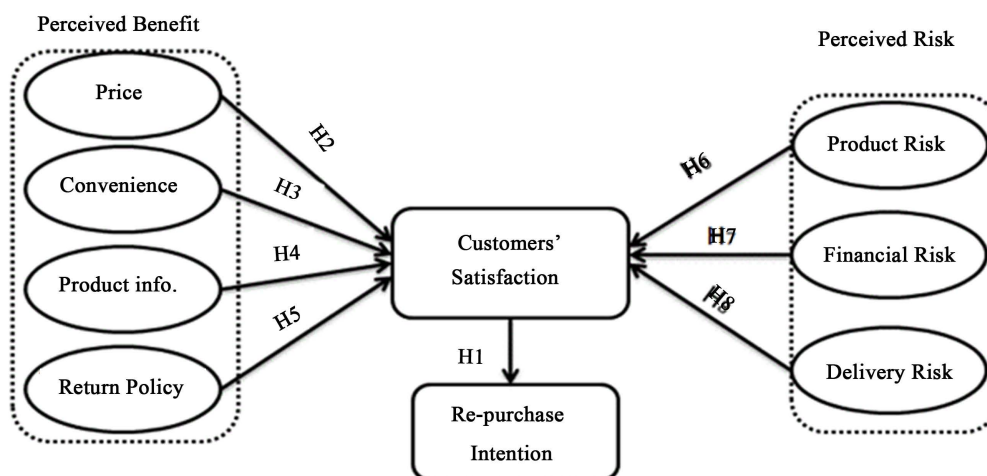 Perceived Benefit
Price
Convenience
Product info.
Return Policy
H2
H3
H4
H5
Customers’
Satisfaction
H1
Re-purchase
Intention
H6
H7
H8
Perceived Risk
Product Risk
Financial Risk
Delivery Risk